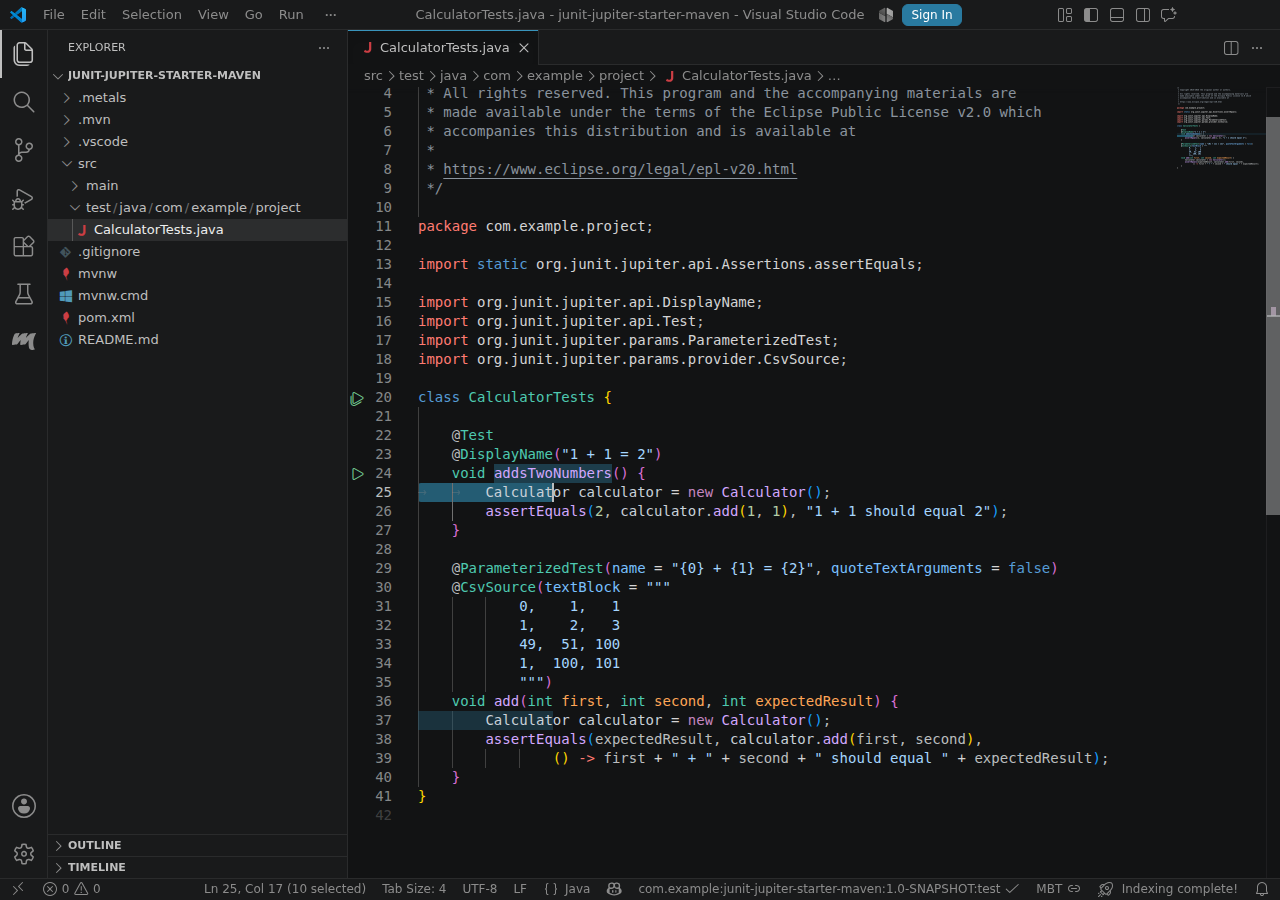 File Edit Selection View Go Run ···
CalculatorTests.java - junit-jupiter-starter-maven - Visual Studio Code
Sign In
EXPLORER
JUNIT-JUPITER-STARTER-MAVEN
.metals
.mvn
.vscode
src
main
test/java/com/example/project
CalculatorTests.java
.gitignore
mvnw
mvnw.cmd
pom.xml
README.md
OUTLINE
TIMELINE
CalculatorTests.java
src > test > java > com > example > project > CalculatorTests.java > ...
4 * All rights reserved. This program and the accompanying materials are
5 * made available under the terms of the Eclipse Public License v2.0 which
6 * accompanies this distribution and is available at
7 *
8 * https://www.eclipse.org/legal/epl-v20.html
9 */
10
11 package com.example.project;
12
13 import static org.junit.jupiter.api.Assertions.assertEquals;
14
15 import org.junit.jupiter.api.DisplayName;
16 import org.junit.jupiter.api.Test;
17 import org.junit.jupiter.params.ParameterizedTest;
18 import org.junit.jupiter.params.provider.CsvSource;
19
20 class CalculatorTests {
21
22 @Test
23 @DisplayName("1 + 1 = 2")
24 void addsTwoNumbers() {
25 Calculator calculator = new Calculator();
26 assertEquals(2, calculator.add(1, 1), "1 + 1 should equal 2");
27 }
28
29 @ParameterizedTest(name = "{0} + {1} = {2}", quoteTextArguments = false)
30 @CsvSource(textBlock = """
31 0, 1, 1
32 1, 2, 3
33 49, 51, 100
34 1, 100, 101
35 """)
36 void add(int first, int second, int expectedResult) {
37 Calculator calculator = new Calculator();
38 assertEquals(expectedResult, calculator.add(first, second),
39 () -> first + " + " + second + " should equal " + expectedResult);
40 }
41 }
42
0 0 Ln 25, Col 17 (10 selected) Tab Size: 4 UTF-8 LF { } Java com.example:junit-jupiter-starter-maven:1.0-SNAPSHOT:test MBT Indexing complete!